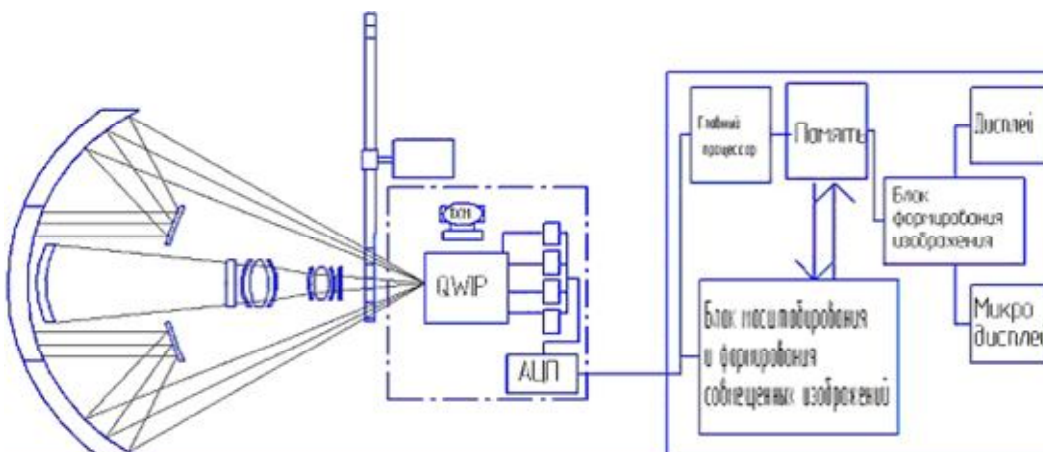 Главный
процессор
Память
Дисплей
Блок
формирования
изображения
Микро
дисплей
QWIP
АЦП
Блок масштабирования
и формирования
совмещенных изображений